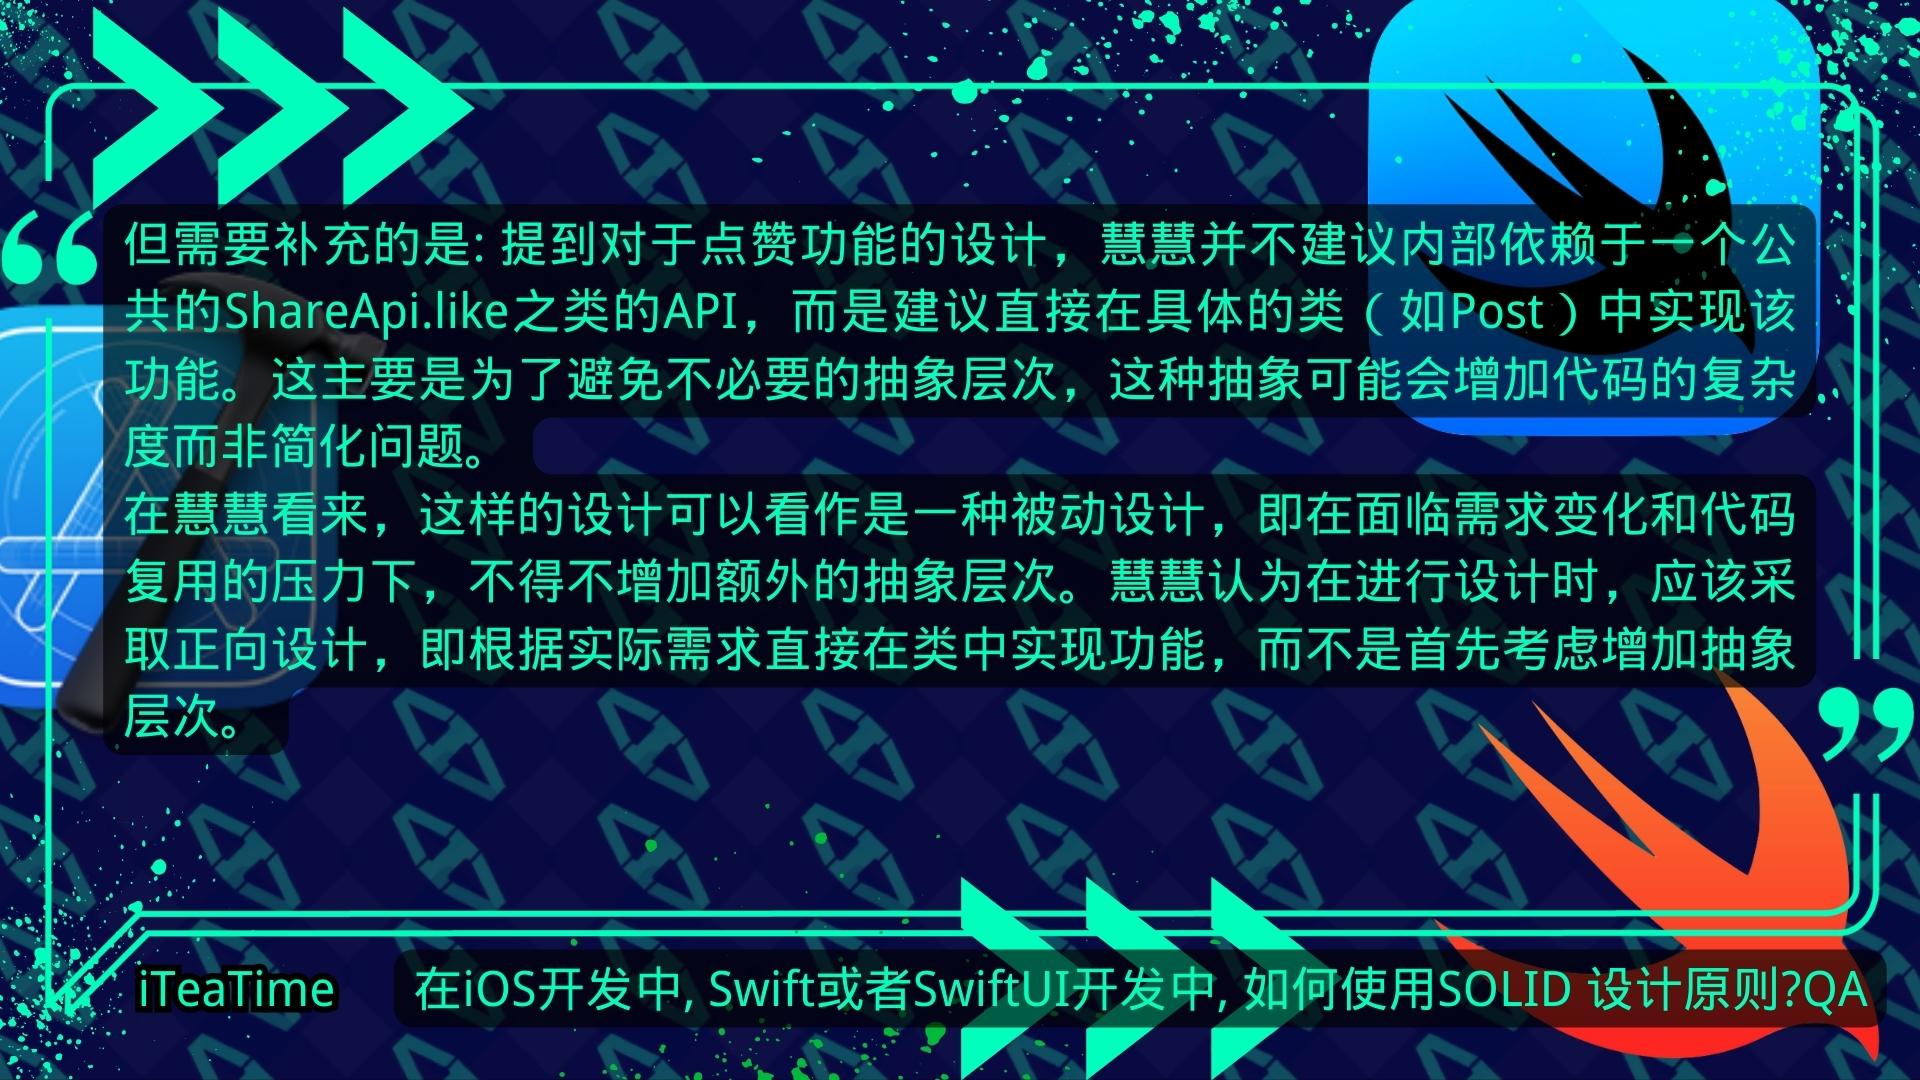 但需要补充的是: 提到对于点赞功能的设计，慧慧并不建议内部依赖于一个公
共的ShareApi.like之类的API，而是建议直接在具体的类（如Post）中实现该
功能。这主要是为了避免不必要的抽象层次，这种抽象可能会增加代码的复杂
度而非简化问题。
在慧慧看来，这样的设计可以看作是一种被动设计，即在面临需求变化和代码
复用的压力下，不得不增加额外的抽象层次。慧慧认为在进行设计时，应该采
取正向设计，即根据实际需求直接在类中实现功能，而不是首先考虑增加抽象
层次。
iTeaTime
在iOS开发中, Swift或者SwiftUI开发中, 如何使用SOLID 设计原则?QA